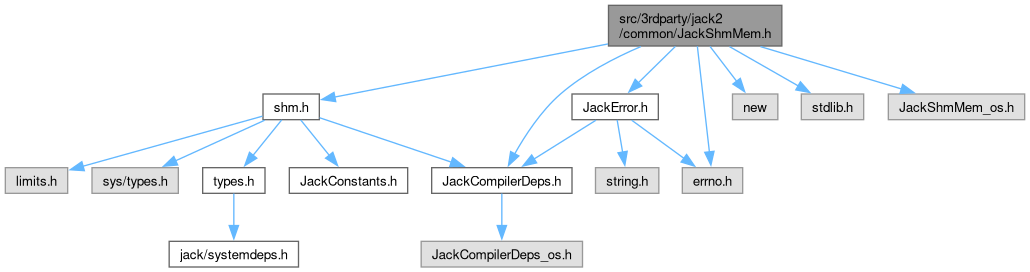 src/3rdparty/jack2
/common/JackShmMem.h
shm.h
JackError.h
new
stdlib.h
JackShmMem_os.h
limits.h
sys/types.h
types.h
JackConstants.h
JackCompilerDeps.h
string.h
errno.h
jack/systemdeps.h
JackCompilerDeps_os.h